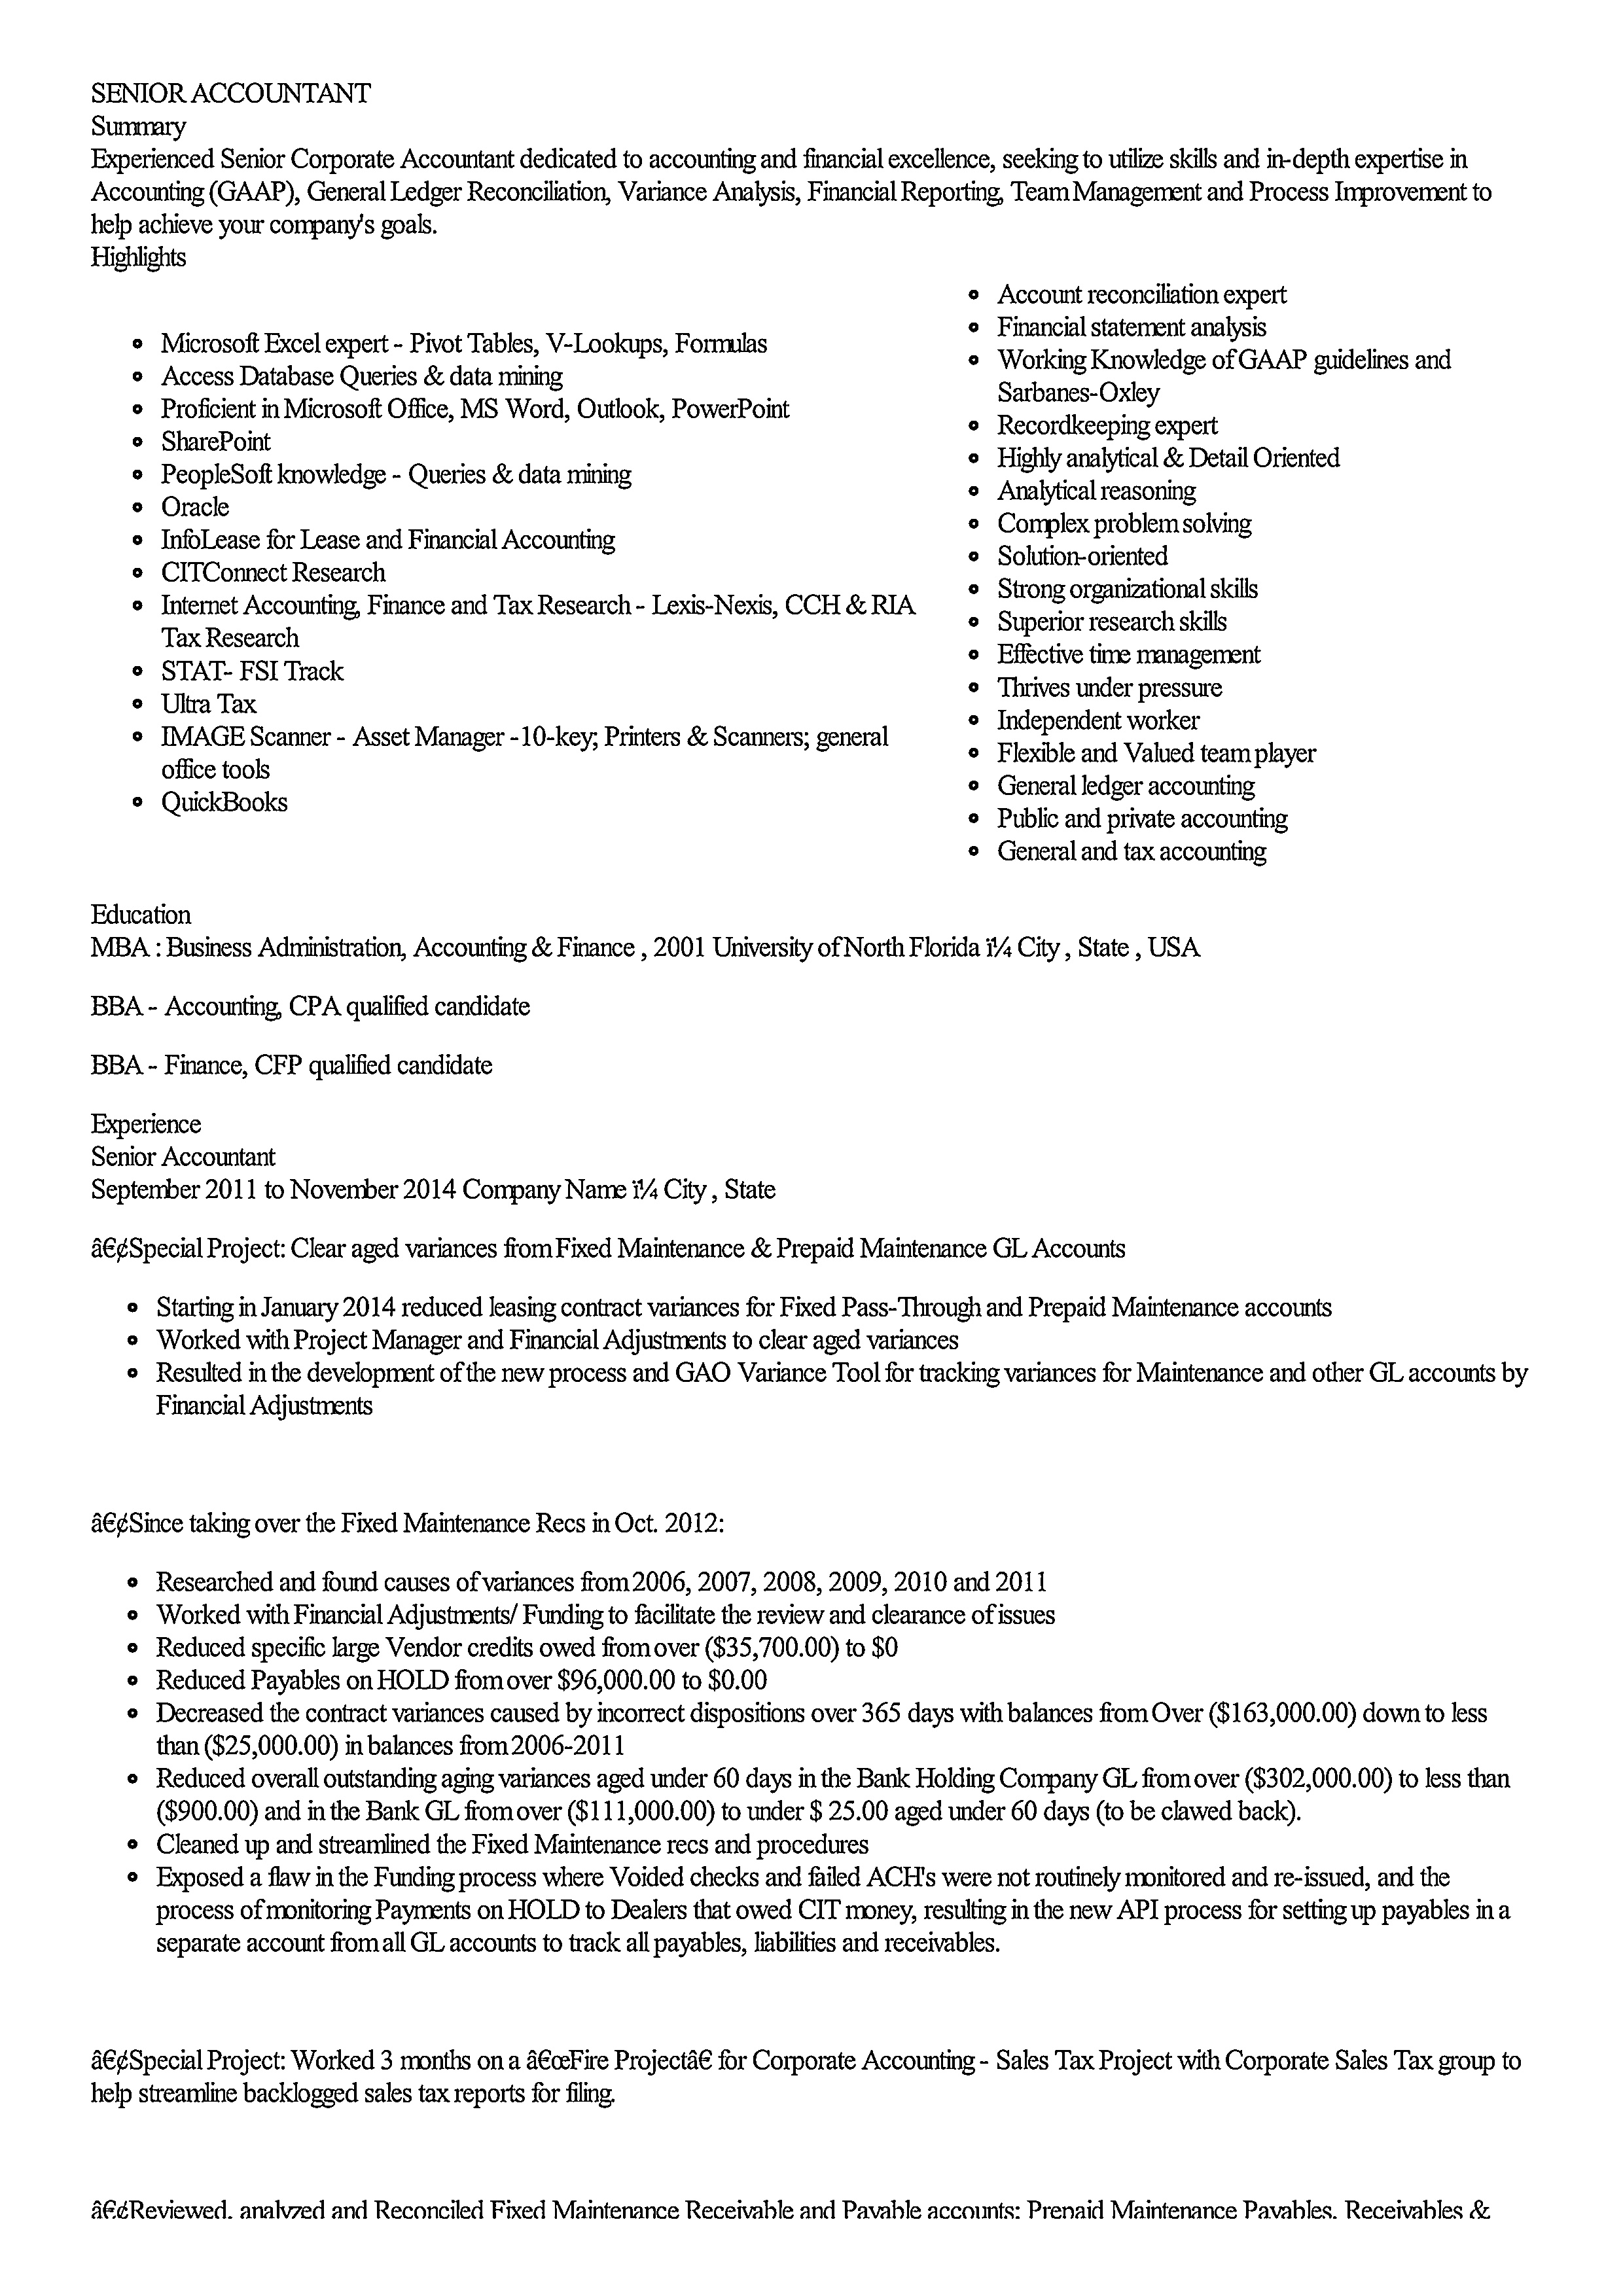 SENIOR ACCOUNTANT
Summary
Experienced Senior Corporate Accountant dedicated to accounting and financial excellence, seeking to utilize skills and in-depth expertise in
Accounting (GAAP), General Ledger Reconciliation, Variance Analysis, Financial Reporting, Team Management and Process Improvement to
help achieve your company's goals.
Highlights
Microsoft Excel expert - Pivot Tables, V-Lookups, Formulas
Access Database Queries & data mining
Proficient in Microsoft Office, MS Word, Outlook, PowerPoint
SharePoint
PeopleSoft knowledge - Queries & data mining
Oracle
InfoLease for Lease and Financial Accounting
CITConnect Research
Internet Accounting, Finance and Tax Research - Lexis-Nexis, CCH & RIA
Tax Research
STAT- FSI Track
Ultra Tax
IMAGE Scanner - Asset Manager -10-key; Printers & Scanners; general
office tools
QuickBooks
Account reconciliation expert
Financial statement analysis
Working Knowledge of GAAP guidelines and
Sarbanes-Oxley
Recordkeeping expert
Highly analytical & Detail Oriented
Analytical reasoning
Complex problem solving
Solution-oriented
Strong organizational skills
Superior research skills
Effective time management
Thrives under pressure
Independent worker
Flexible and Valued team player
General ledger accounting
Public and private accounting
General and tax accounting
Education
MBA : Business Administration, Accounting & Finance , 2001 University of North Florida ï¼ City , State , USA
BBA - Accounting, CPA qualified candidate
BBA - Finance, CFP qualified candidate
Experience
Senior Accountant
September 2011 to November 2014 Company Name ï¼ City , State
â€¢Special Project: Clear aged variances from Fixed Maintenance & Prepaid Maintenance GL Accounts
Starting in January 2014 reduced leasing contract variances for Fixed Pass-Through and Prepaid Maintenance accounts
Worked with Project Manager and Financial Adjustments to clear aged variances
Resulted in the development of the new process and GAO Variance Tool for tracking variances for Maintenance and other GL accounts by
Financial Adjustments
â€¢Since taking over the Fixed Maintenance Recs in Oct. 2012:
Researched and found causes of variances from 2006, 2007, 2008, 2009, 2010 and 2011
Worked with Financial Adjustments/ Funding to facilitate the review and clearance of issues
Reduced specific large Vendor credits owed from over ($35,700.00) to $0
Reduced Payables on HOLD from over $96,000.00 to $0.00
Decreased the contract variances caused by incorrect dispositions over 365 days with balances from Over ($163,000.00) down to less
than ($25,000.00) in balances from 2006-2011
Reduced overall outstanding aging variances aged under 60 days in the Bank Holding Company GL from over ($302,000.00) to less than
($900.00) and in the Bank GL from over ($111,000.00) to under $ 25.00 aged under 60 days (to be clawed back).
Cleaned up and streamlined the Fixed Maintenance recs and procedures
Exposed a flaw in the Funding process where Voided checks and failed ACH's were not routinely monitored and re-issued, and the
process of monitoring Payments on HOLD to Dealers that owed CIT money, resulting in the new API process for setting up payables in a
separate account from all GL accounts to track all payables, liabilities and receivables.
â€¢Special Project: Worked 3 months on a â€œFire Projectâ€ for Corporate Accounting - Sales Tax Project with Corporate Sales Tax group to
help streamline backlogged sales tax reports for filing.
â€¢Reviewed, analyzed and Reconciled Fixed Maintenance Receivable and Payable accounts: Prepaid Maintenance Payables, Receivables &